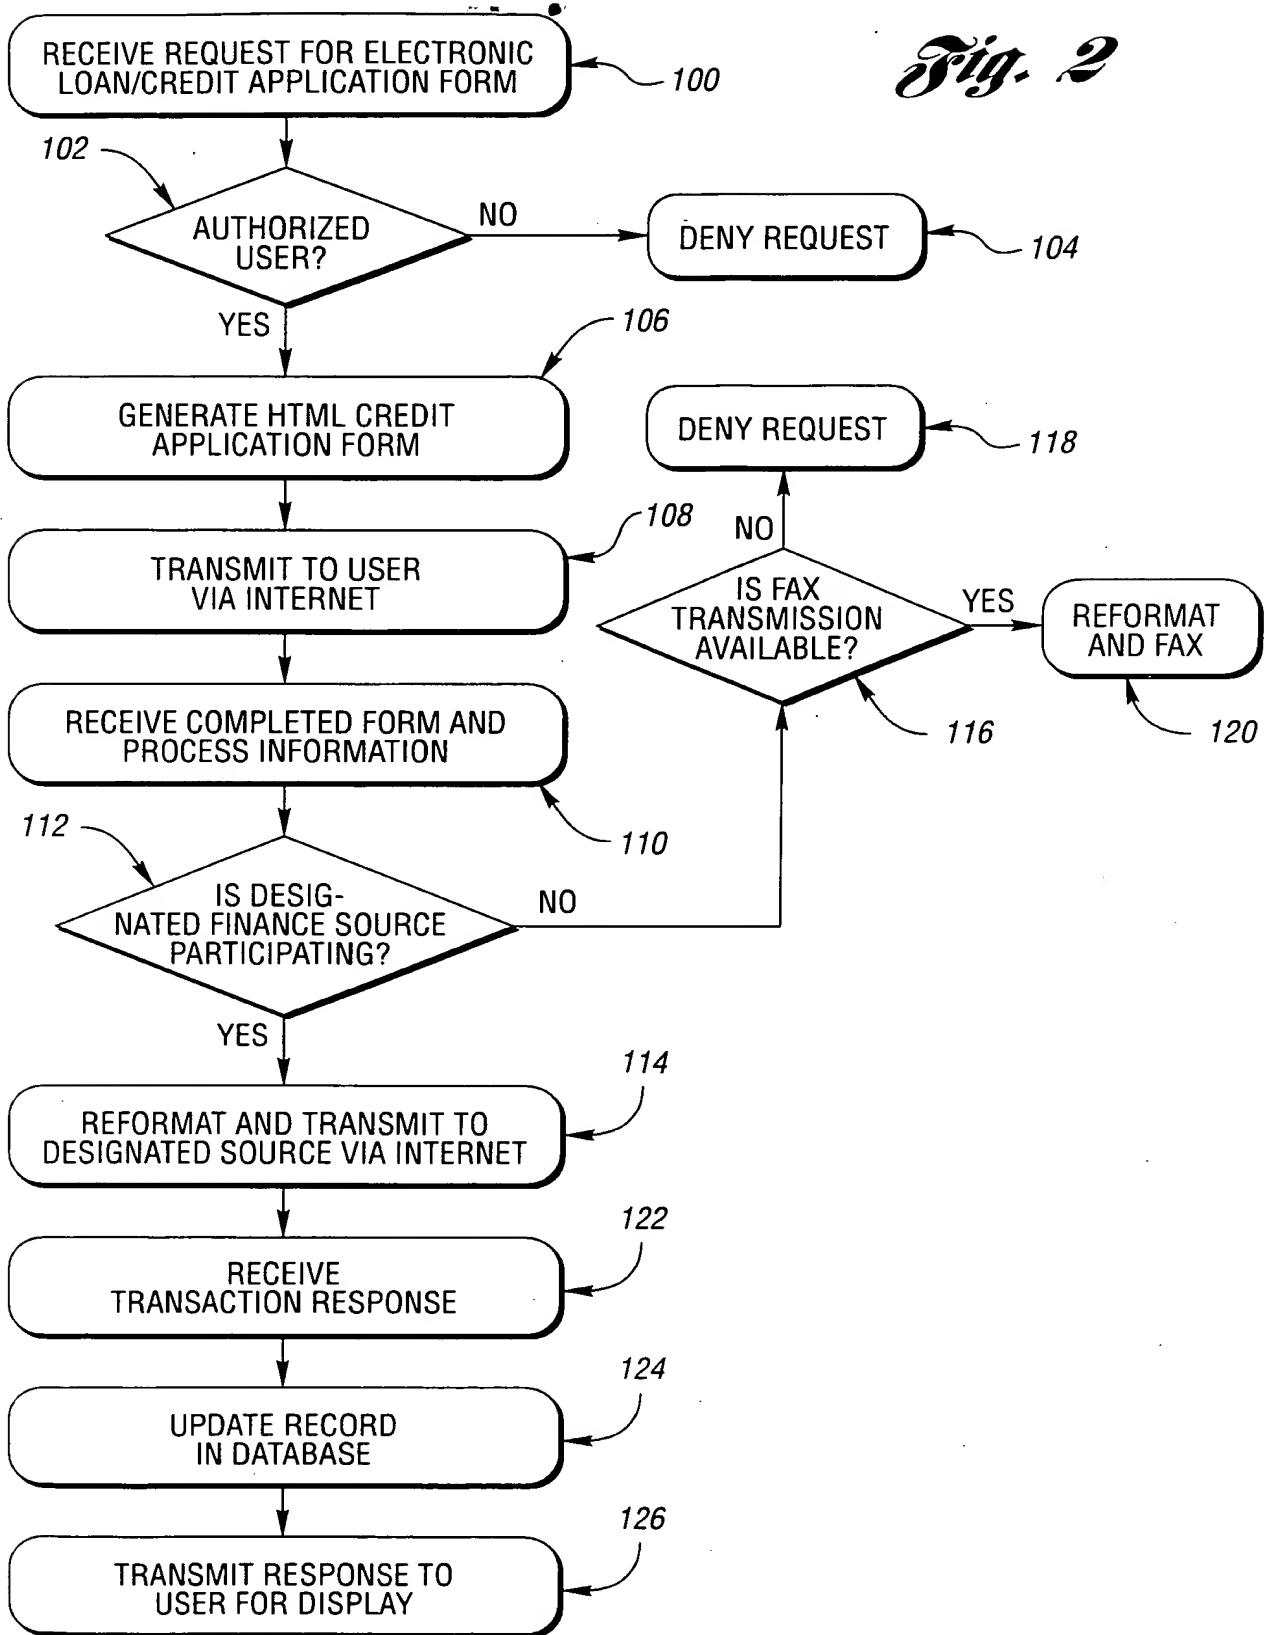 Fig. 2
RECEIVE REQUEST FOR ELECTRONIC
LOAN/CREDIT APPLICATION FORM
100
102
AUTHORIZED
USER?
NO
DENY REQUEST
104
YES
106
GENERATE HTML CREDIT
APPLICATION FORM
DENY REQUEST
118
108
NO
TRANSMIT TO USER
VIA INTERNET
IS FAX
TRANSMISSION
AVAILABLE?
YES
REFORMAT
AND FAX
116
120
RECEIVE COMPLETED FORM AND
PROCESS INFORMATION
110
112
IS DESIG-
NATED FINANCE SOURCE
PARTICIPATING?
NO
YES
114
REFORMAT AND TRANSMIT TO
DESIGNATED SOURCE VIA INTERNET
122
RECEIVE
TRANSACTION RESPONSE
124
UPDATE RECORD
IN DATABASE
126
TRANSMIT RESPONSE TO
USER FOR DISPLAY